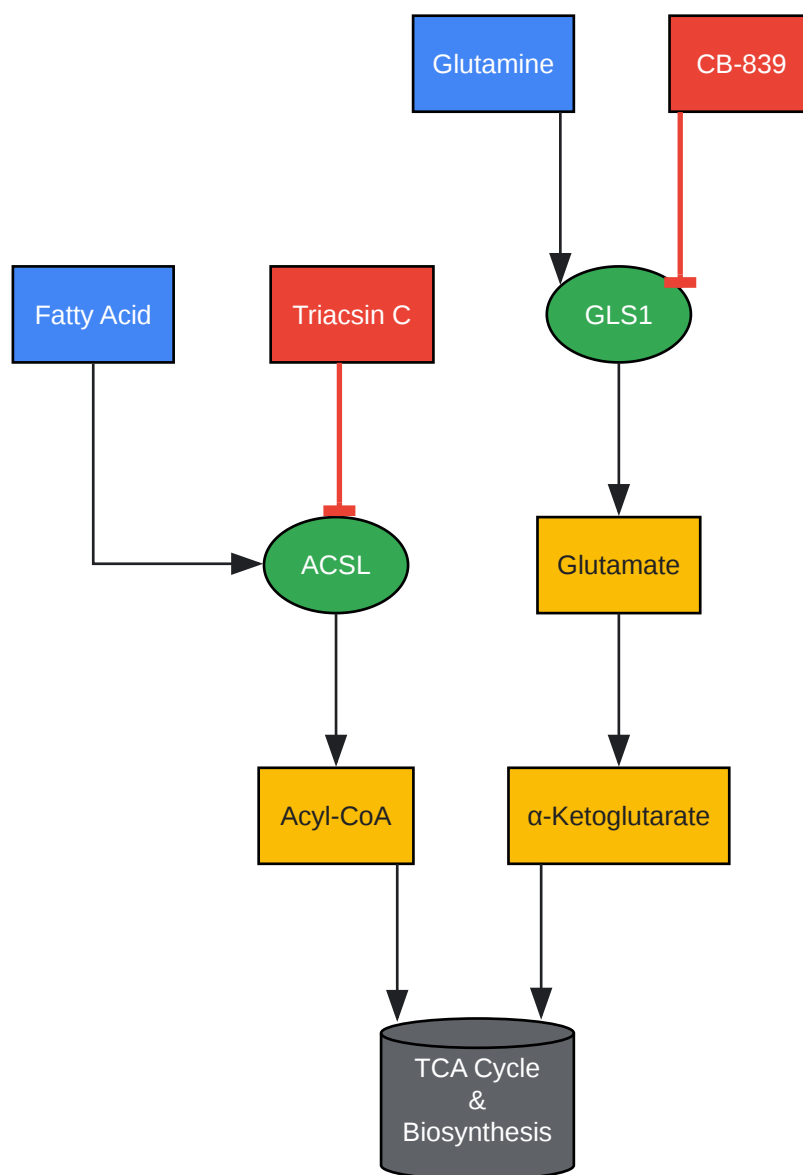 Glutamine
CB-839
Fatty Acid
Triacsin C
GLS1
ACSL
Glutamate
Acyl-CoA
α-Ketoglutarate
TCA Cycle
&
Biosynthesis